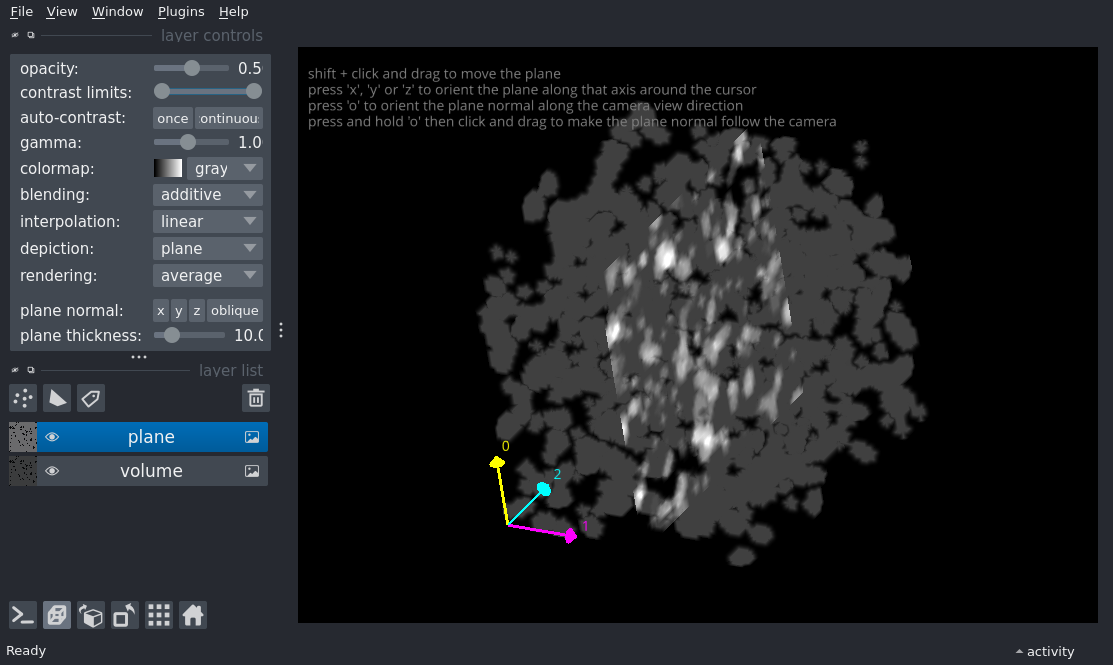 File View Window Plugins Help
layer controls
opacity: 0.5
contrast limits:
auto-contrast: once ontinuou
gamma: 1.0
colormap: gray
blending: additive
interpolation: linear
depiction: plane
rendering: average
plane normal: x y z oblique
plane thickness: 10.0
layer list
plane
volume
shift + click and drag to move the plane
press 'x', 'y' or 'z' to orient the plane along that axis around the cursor
press 'o' to orient the plane normal along the camera view direction
press and hold 'o' then click and drag to make the plane normal follow the camera
0
2
1
Ready
activity